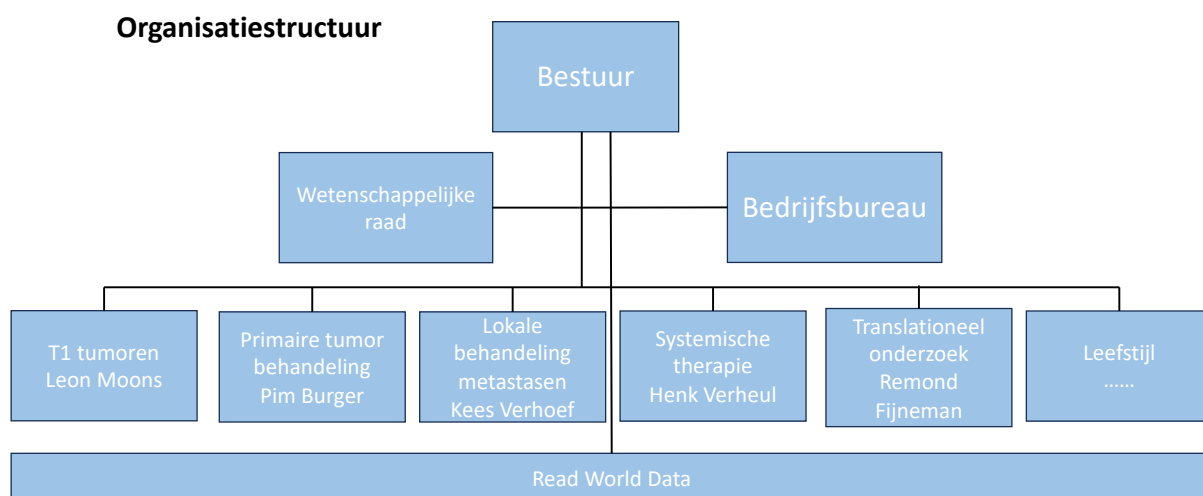 Organisatiestructuur
Bestuur
Wetenschappelijke
raad
Bedrijfsbureau
T1 tumoren
Leon Moons
Primaire tumor
behandeling
Pim Burger
Lokale
behandeling
metastasen
Kees Verhoef
Systemische
therapie
Henk Verheul
Translationeel
onderzoek
Remond
Fijneman
Leefstijl
……
Read World Data